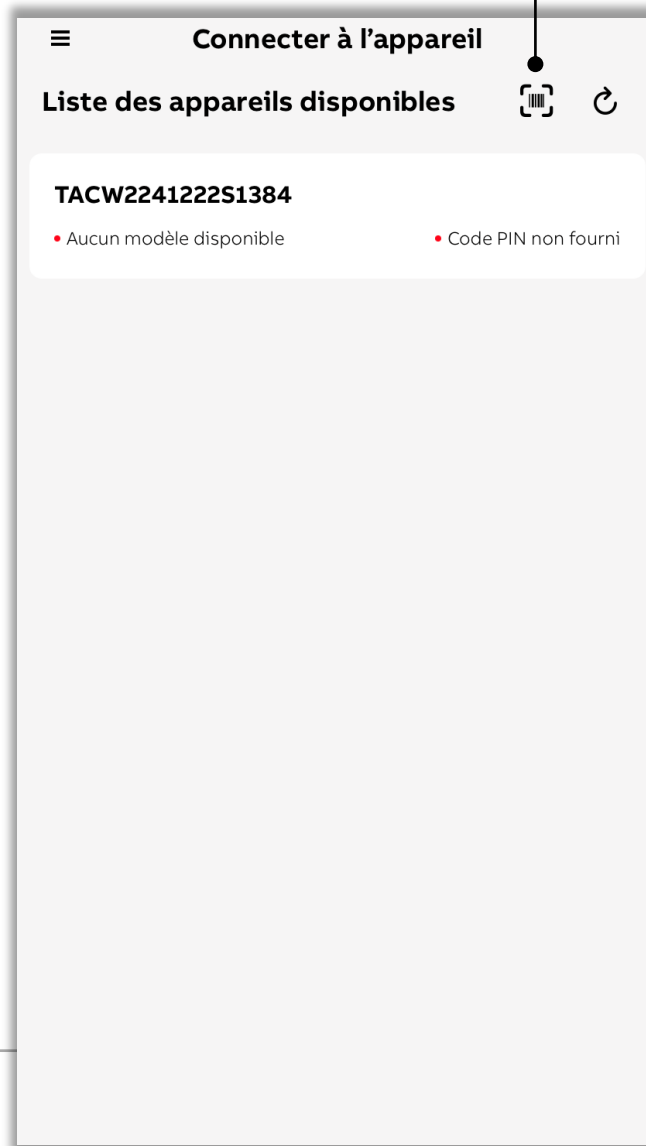 Connecter à l’appareil
Liste des appareils disponibles
TACW2241222S1384
Aucun modèle disponible
Code PIN non fourni